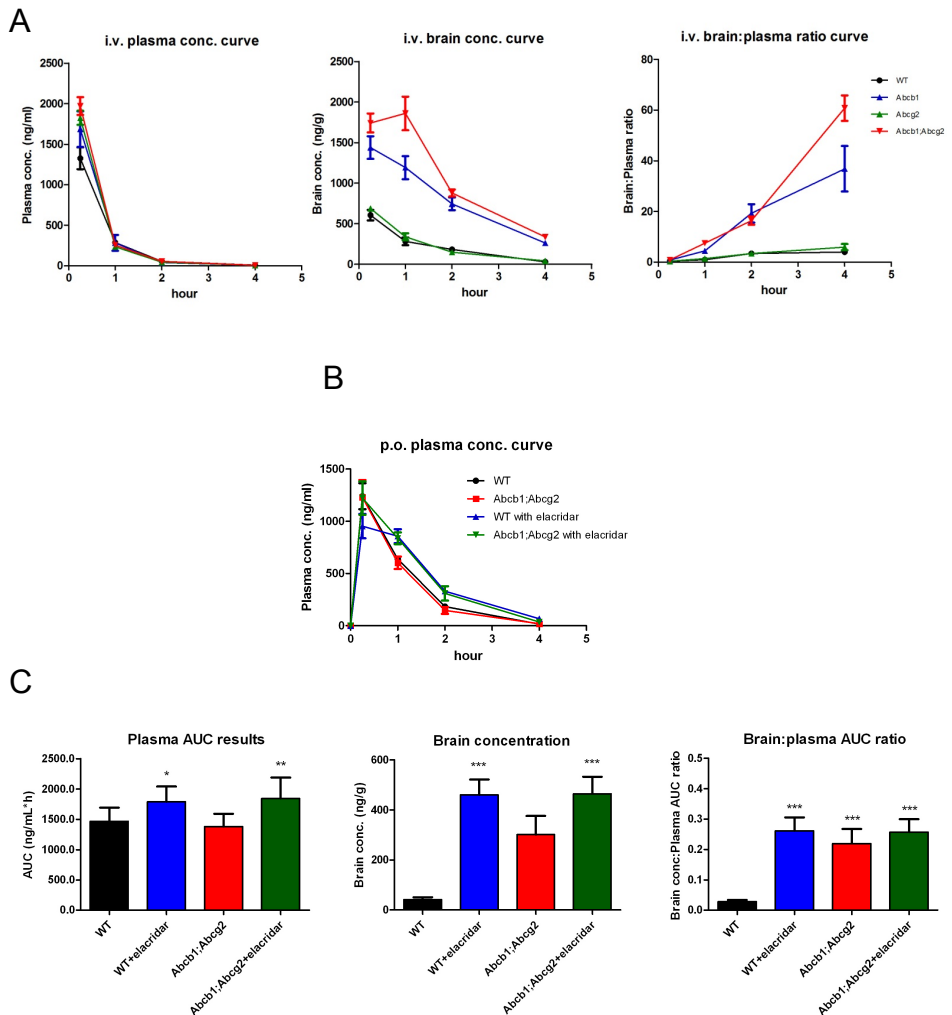 A
i.v. plasma conc. curve
Plasma conc. (ng/ml)
2500
2000
1500
1000
500
0
0 1 2 3 4 5
hour
i.v. brain conc. curve
Brain conc. (ng/g)
2500
2000
1500
1000
500
0
0 1 2 3 4 5
hour
i.v. brain:plasma ratio curve
Brain:Plasma ratio
80
60
40
20
0
0 1 2 3 4 5
hour
WT
Abcb1
Abcg2
Abcb1;Abcg2
B
p.o. plasma conc. curve
Plasma conc. (ng/ml)
1500
1000
500
0
0 1 2 3 4 5
hour
WT
Abcb1;Abcg2
WT with elacridar
Abcb1;Abcg2 with elacridar
C
Plasma AUC results
AUC (ng/mL*h)
2500.0
2000.0
1500.0
1000.0
500.0
0.0
*
**
WT
WT+elacridar
Abcb1;Abcg2
Abcb1;Abcg2+elacridar
Brain concentration
Brain conc. (ng/g)
600
400
200
0
***
***
WT
WT+elacridar
Abcb1;Abcg2
Abcb1;Abcg2+elacridar
Brain:plasma AUC ratio
Brain conc:Plasma AUC ratio
0.5
0.4
0.3
0.2
0.1
0.0
***
***
***
WT
WT+elacridar
Abcb1;Abcg2
Abcb1;Abcg2+elacridar